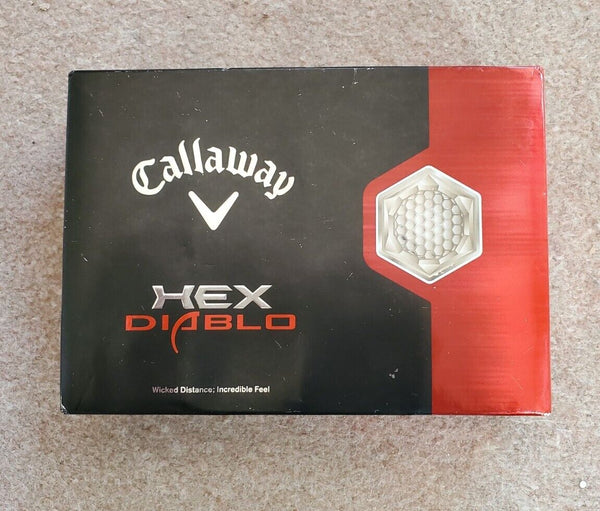 Callaway
HEX
DIABLO
Wicked Distance; Incredible Feel